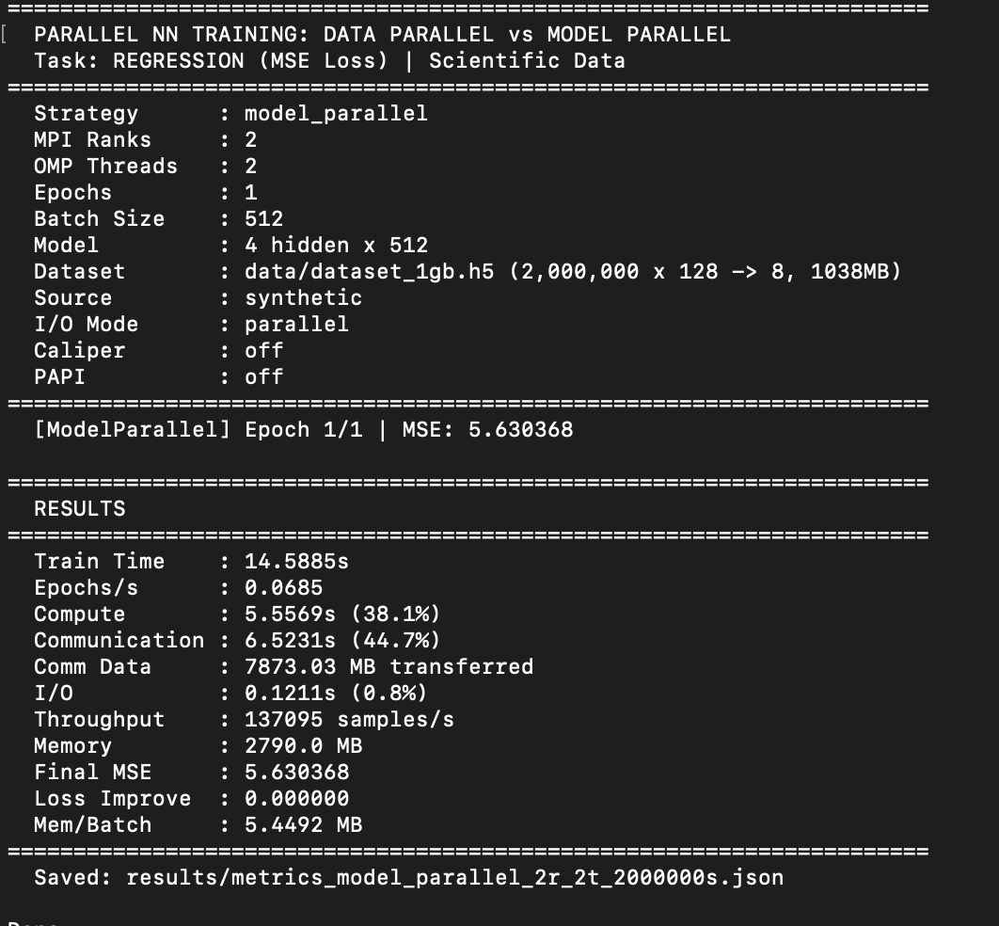 ======================================================================
[ PARALLEL NN TRAINING: DATA PARALLEL vs MODEL PARALLEL
Task: REGRESSION (MSE Loss) | Scientific Data
======================================================================
Strategy      : model_parallel
MPI Ranks     : 2
OMP Threads   : 2
Epochs        : 1
Batch Size    : 512
Model         : 4 hidden x 512
Dataset       : data/dataset_1gb.h5 (2,000,000 x 128 -> 8, 1038MB)
Source        : synthetic
I/O Mode      : parallel
Caliper       : off
PAPI          : off
======================================================================
[ModelParallel] Epoch 1/1 | MSE: 5.630368
======================================================================
RESULTS
======================================================================
Train Time    : 14.5885s
Epochs/s      : 0.0685
Compute       : 5.5569s (38.1%)
Communication : 6.5231s (44.7%)
Comm Data     : 7873.03 MB transferred
I/O           : 0.1211s (0.8%)
Throughput    : 137095 samples/s
Memory        : 2790.0 MB
Final MSE     : 5.630368
Loss Improve  : 0.000000
Mem/Batch     : 5.4492 MB
======================================================================
Saved: results/metrics_model_parallel_2r_2t_2000000s.json